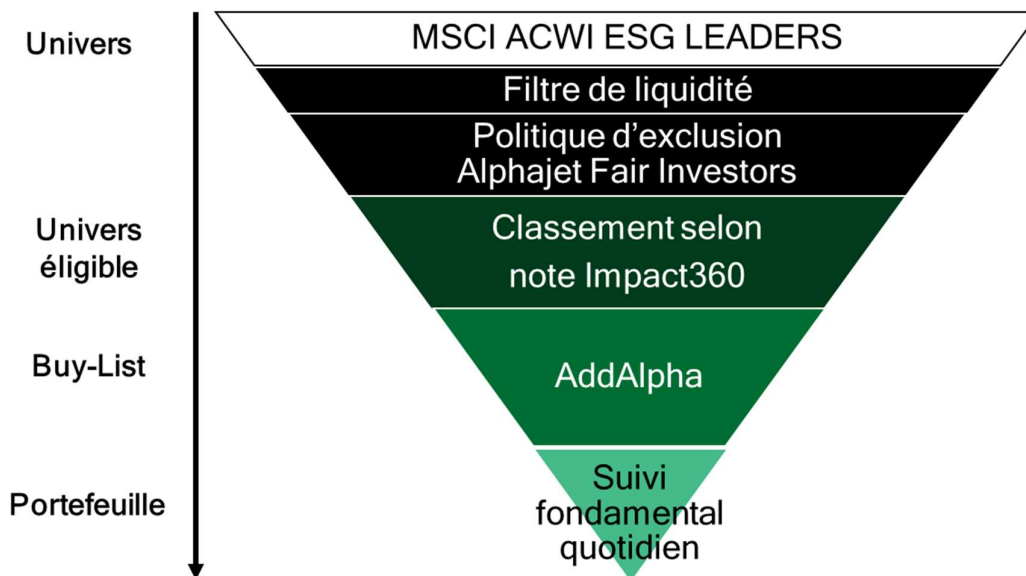 Univers
MSCI ACWI ESG LEADERS
Filtre de liquidité
Politique d'exclusion
Alphajet Fair Investors
Univers
éligible
Classement selon
note Impact360
Buy-List
AddAlpha
Portefeuille
Suivi
fondamental
quotidien